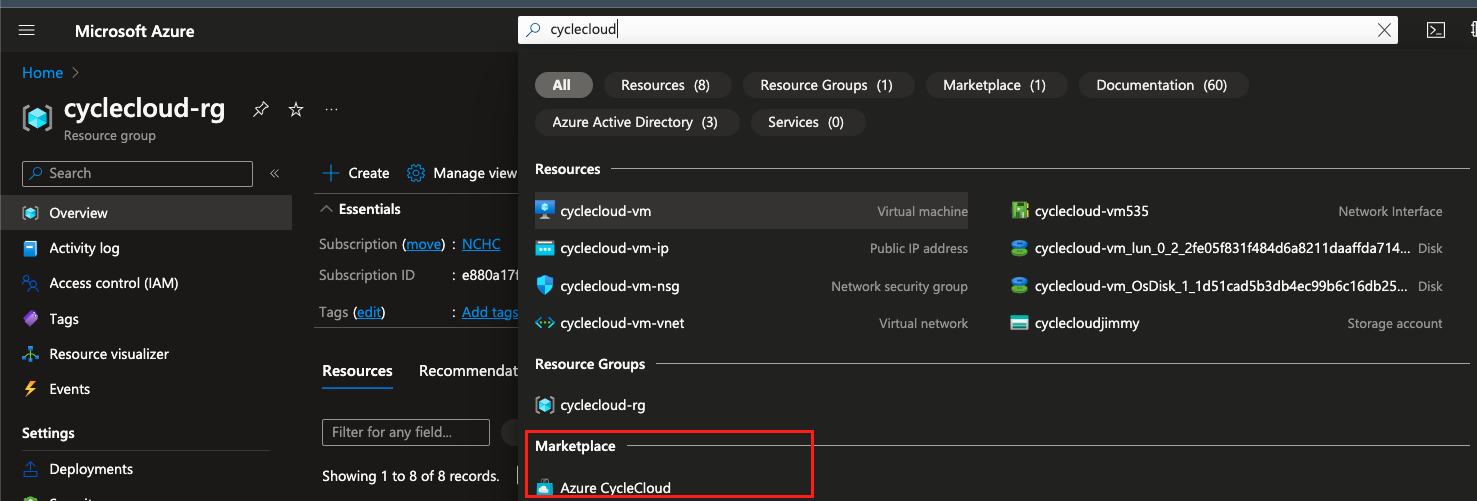 Microsoft Azure
cyclecloud
Home
cyclecloud-rg
Resource group
Search
Overview
Activity log
Access control (IAM)
Tags
Resource visualizer
Events
Settings
Deployments
Create
Manage view
Essentials
Subscription (move) : NCHC
Subscription ID : e880a17f
Tags (edit) : Add tags
Resources
Recommendat
Filter for any field...
Showing 1 to 8 of 8 records.
All
Resources (8)
Resource Groups (1)
Marketplace (1)
Documentation (60)
Azure Active Directory (3)
Services (0)
Resources
cyclecloud-vm Virtual machine
cyclecloud-vm-ip Public IP address
cyclecloud-vm-nsg Network security group
cyclecloud-vm-vnet Virtual network
cyclecloud-vm535 Network Interface
cyclecloud-vm_lun_0_2_2fe05f831f484d6a8211daaffda714... Disk
cyclecloud-vm_OsDisk_1_1d51cad5b3db4ec99b6c16db25... Disk
cyclecloudjimmy Storage account
Resource Groups
cyclecloud-rg
Marketplace
Azure CycleCloud